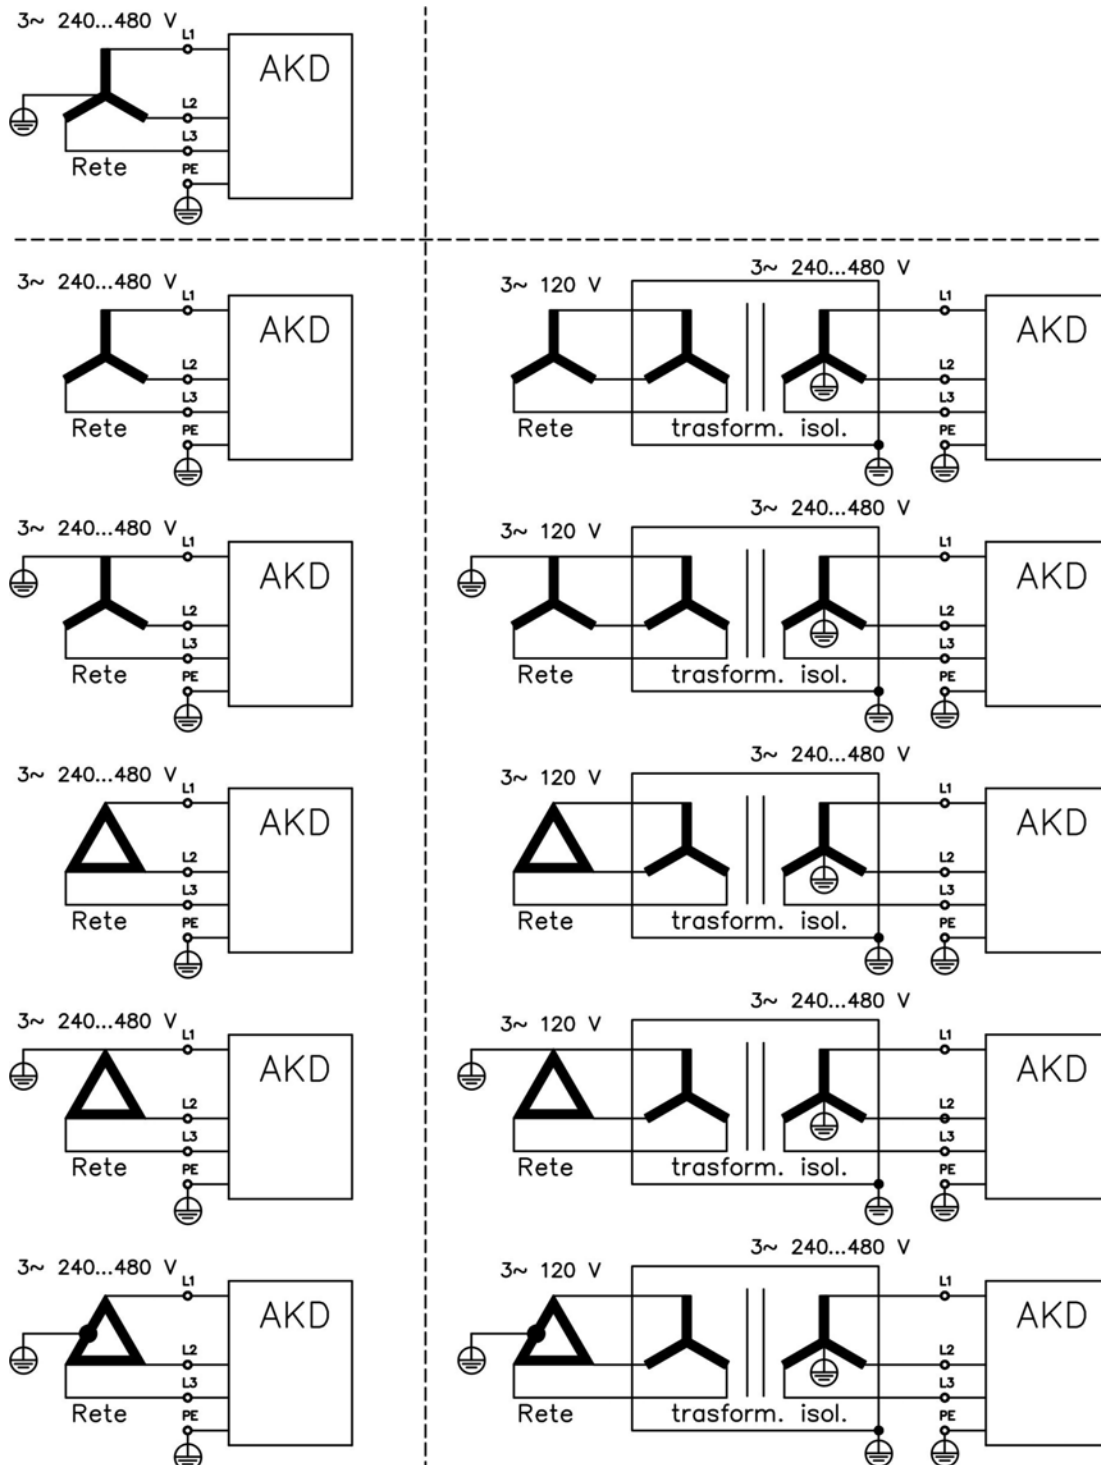 3~ 240...480 V
L1
AKD
L2
L3
Rete
PE
3~ 240...480 V
L1
AKD
L2
L3
Rete
PE
3~ 120 V
3~ 240...480 V
L1
AKD
L2
L3
Rete
trasform. isol.
PE
3~ 240...480 V
L1
AKD
L2
L3
Rete
PE
3~ 120 V
3~ 240...480 V
L1
AKD
L2
L3
Rete
trasform. isol.
PE
3~ 240...480 V
L1
AKD
L2
L3
Rete
PE
3~ 120 V
3~ 240...480 V
L1
AKD
L2
L3
Rete
trasform. isol.
PE
3~ 240...480 V
L1
AKD
L2
L3
Rete
PE
3~ 120 V
3~ 240...480 V
L1
AKD
L2
L3
Rete
trasform. isol.
PE
3~ 240...480 V
L1
AKD
L2
L3
Rete
PE
3~ 120 V
3~ 240...480 V
L1
AKD
L2
L3
Rete
trasform. isol.
PE